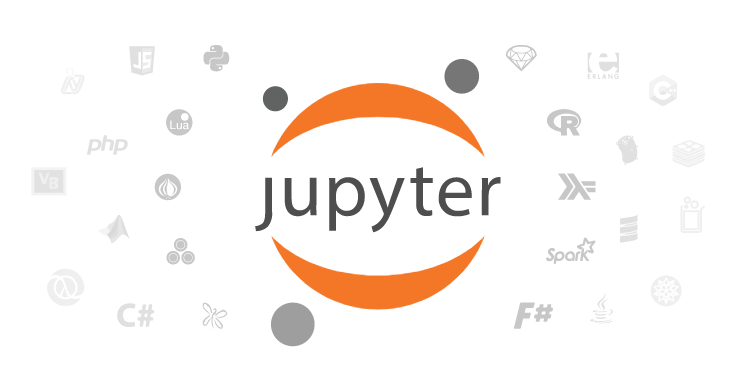 JS
ERLANG
C
Lua
R
php
VB
jupyter
Spark
C#
F#